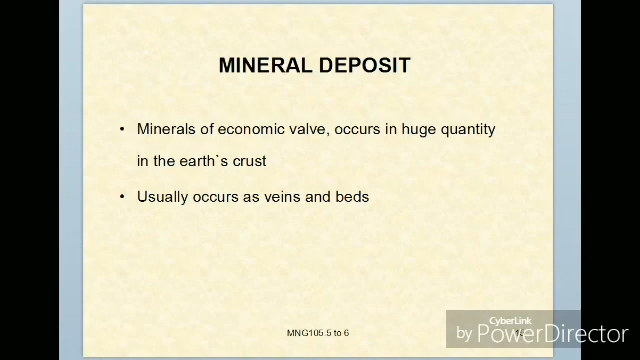 MINERAL DEPOSIT
• Minerals of economic valve, occurs in huge quantity
in the earth`s crust
• Usually occurs as veins and beds
MNG105.5 to 6
CyberLink
by PowerDirector